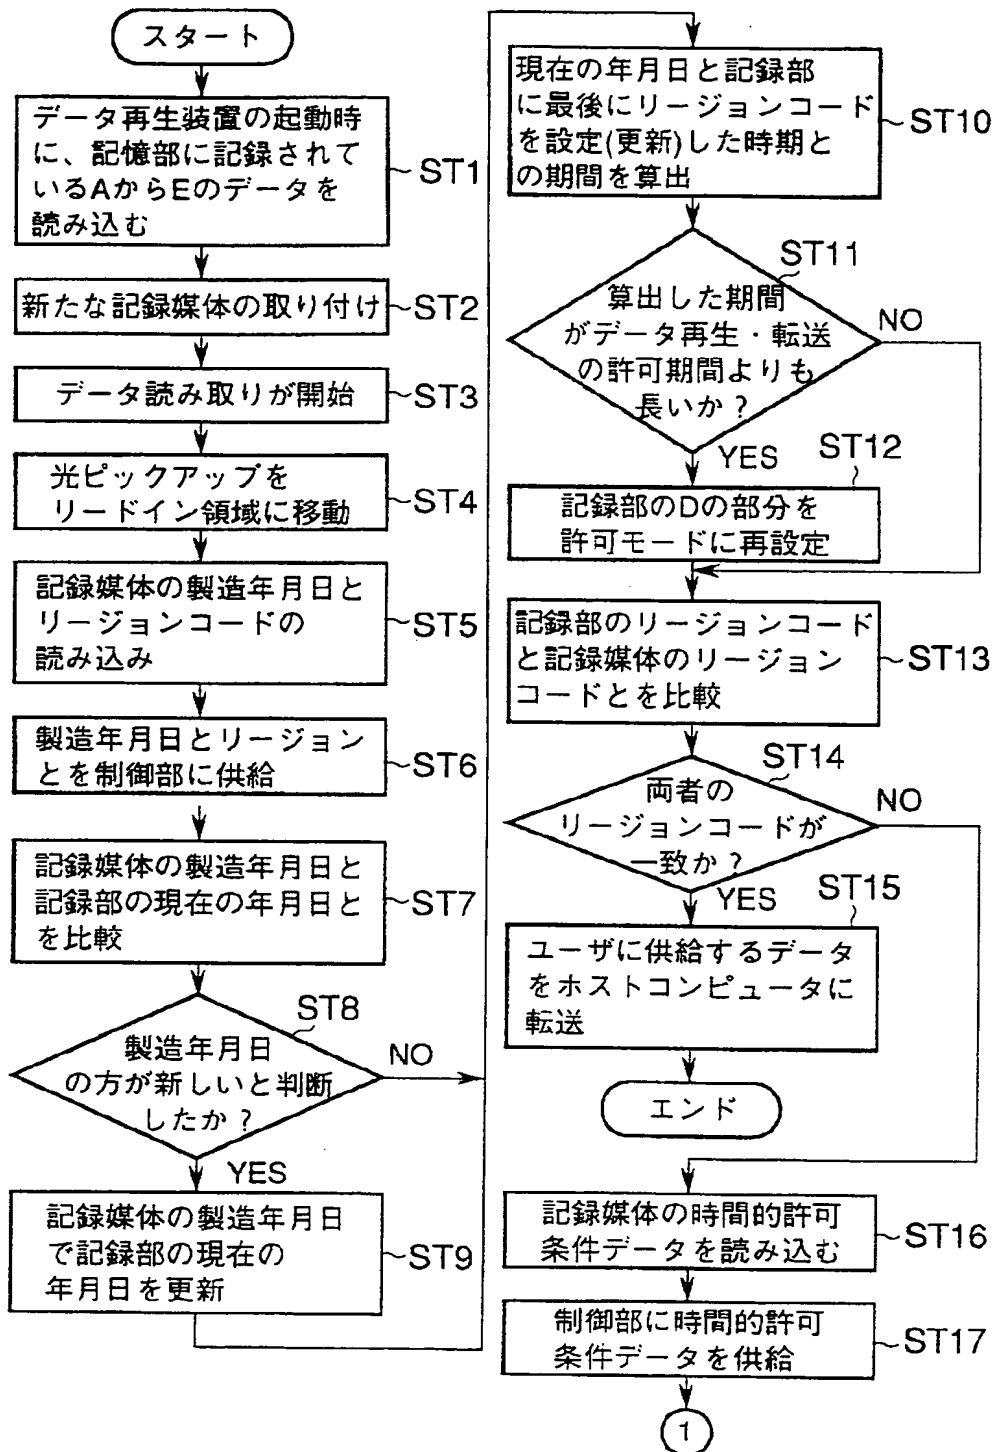 スタート
データ再生装置の起動時
に、記憶部に記録されて
いるAからEのデータを
読み込む
ST1
新たな記録媒体の取り付け
ST2
データ読み取りが開始
ST3
光ピックアップを
リードイン領域に移動
ST4
記録媒体の製造年月日と
リージョンコードの
読み込み
ST5
製造年月日とリージョン
とを制御部に供給
ST6
記録媒体の製造年月日と
記録部の現在の年月日と
を比較
ST7
ST8
製造年月日
の方が新しいと判断
したか?
NO
YES
記録媒体の製造年月日
で記録部の現在の
年月日を更新
ST9
現在の年月日と記録部
に最後にリージョンコード
を設定(更新)した時期と
の期間を算出
ST10
ST11
算出した期間
がデータ再生・転送
の許可期間よりも
長いか?
NO
YES
ST12
記録部のDの部分を
許可モードに再設定
記録部のリージョンコード
と記録媒体のリージョン
コードとを比較
ST13
ST14
両者の
リージョンコードが
一致か?
NO
YES
ST15
ユーザに供給するデータ
をホストコンピュータに
転送
エンド
記録媒体の時間的許可
条件データを読み込む
ST16
制御部に時間的許可
条件データを供給
ST17
1